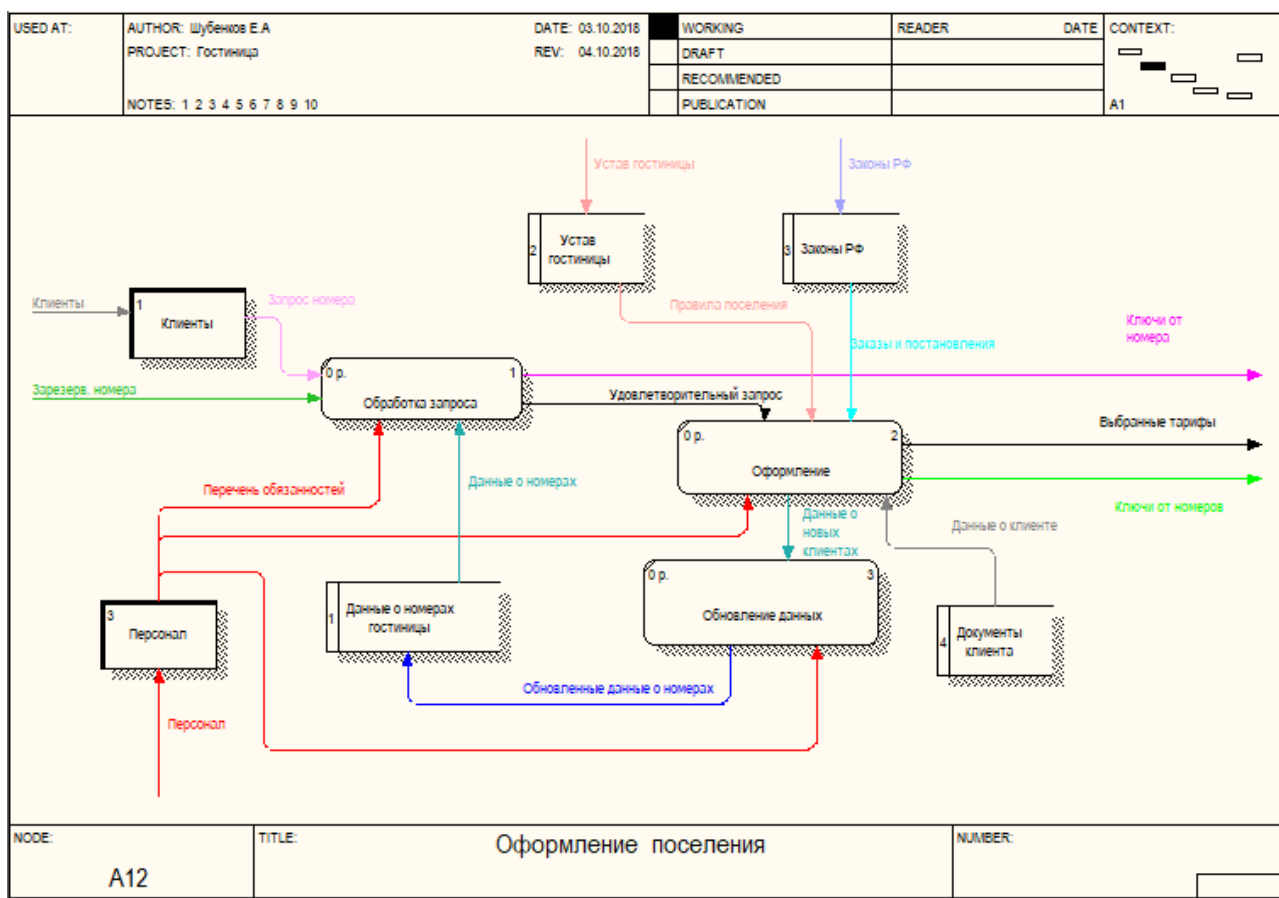 USED AT:
AUTHOR: Шубенков Е.А
DATE: 03.10.2018
PROJECT: Гостиница
REV: 04.10.2018
NOTES: 1 2 3 4 5 6 7 8 9 10
WORKING
DRAFT
RECOMMENDED
PUBLICATION
READER
DATE
CONTEXT:
A1
Устав гостиницы
Законы РФ
2
Устав
гостиницы
3
Законы РФ
Клиенты
1
Клиенты
Запрос номера
Правила поселения
Заказы и постановления
Ключи от
номера
Зарезерв. номера
0 р.
1
Обработка запроса
Удовлетворительный запрос
0 р.
2
Оформление
Выбранные тарифы
Ключи от номеров
Перечень обязанностей
Данные о номерах
Данные о
новых
клиентах
Данные о клиенте
3
Персонал
1
Данные о номерах
гостиницы
0 р.
3
Обновление данных
4
Документы
клиента
Обновленные данные о номерах
Персонал
NODE:
A12
TITLE:
Оформление поселения
NUMBER: